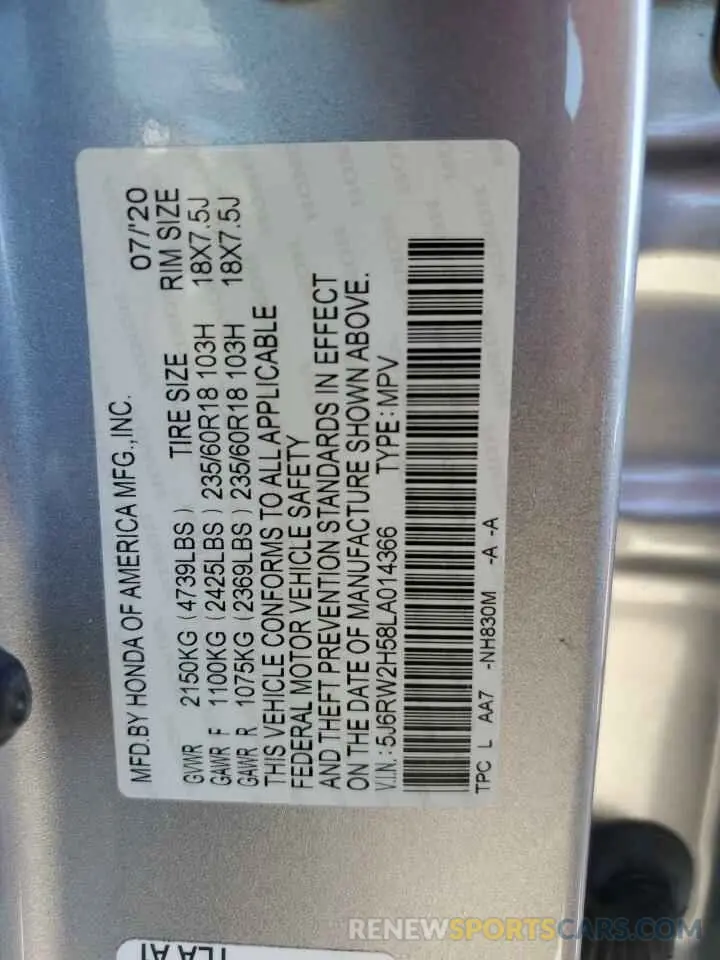 MFD.BY HONDA OF AMERICA MFG.,INC. 07/'20
TIRE SIZE RIM SIZE
GVWR 2150KG (4739LBS)
GAWR F 1100KG (2425LBS) 235/60R18 103H 18X7.5J
GAWR R 1075KG (2369LBS) 235/60R18 103H 18X7.5J
THIS VEHICLE CONFORMS TO ALL APPLICABLE
FEDERAL MOTOR VEHICLE SAFETY
AND THEFT PREVENTION STANDARDS IN EFFECT
ON THE DATE OF MANUFACTURE SHOWN ABOVE.
V.I.N.: 5J6RW2H58LA014366 TYPE: MPV
TPC L AA7 -NH830M -A -A
RENEWSPORTSCARS.COM